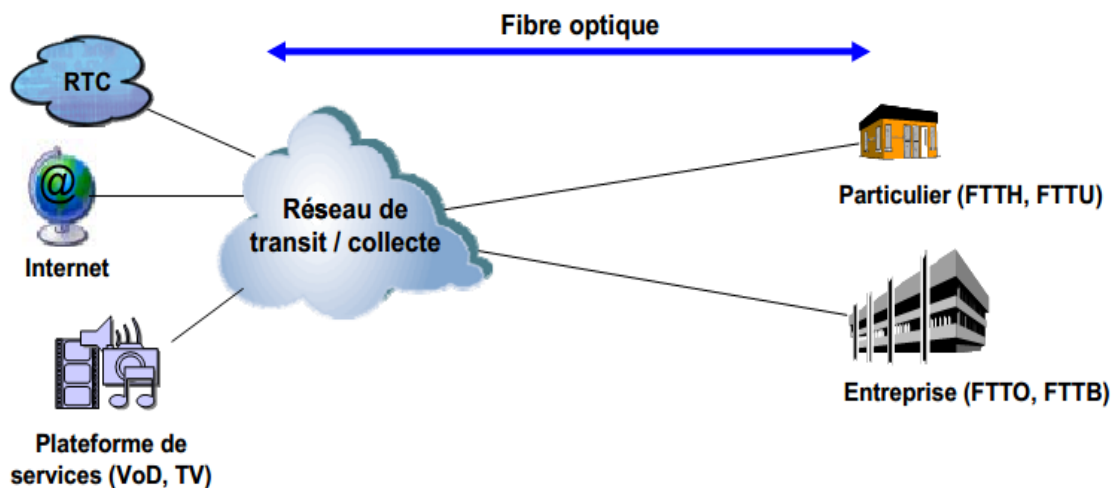 Fibre optique
RTC
@
Internet
Réseau de
transit / collecte
Particulier (FTTH, FTTU)
Entreprise (FTTO, FTTB)
Plateforme de
services (VoD, TV)